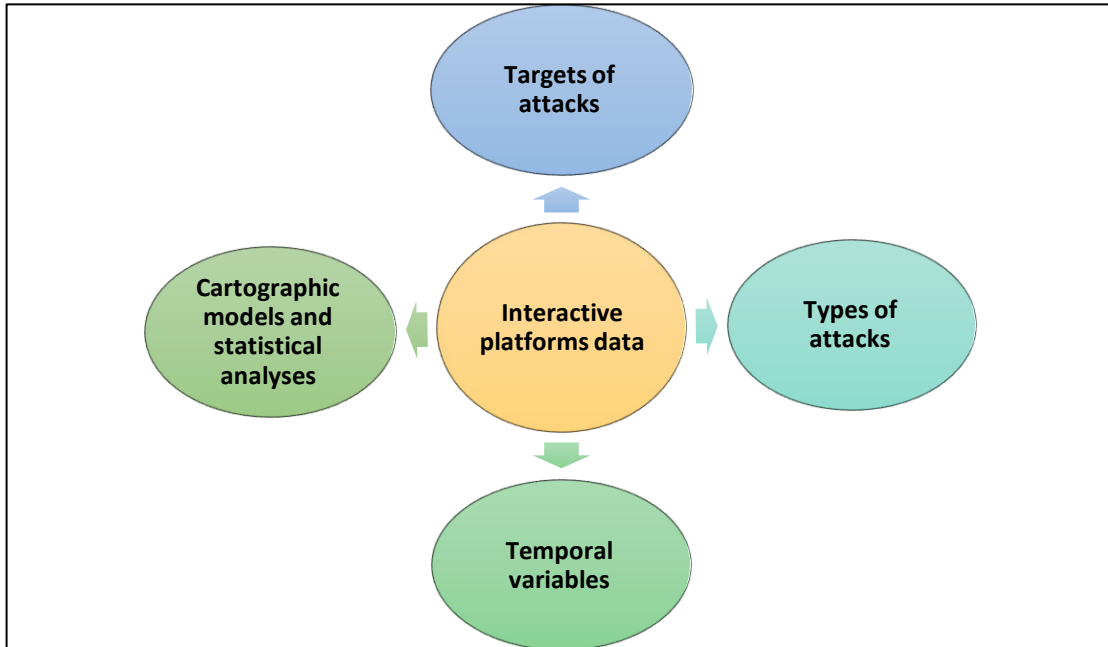 Targets of
attacks
Cartographic
models and
statistical
analyses
Interactive
platforms data
Types of
attacks
Temporal
variables